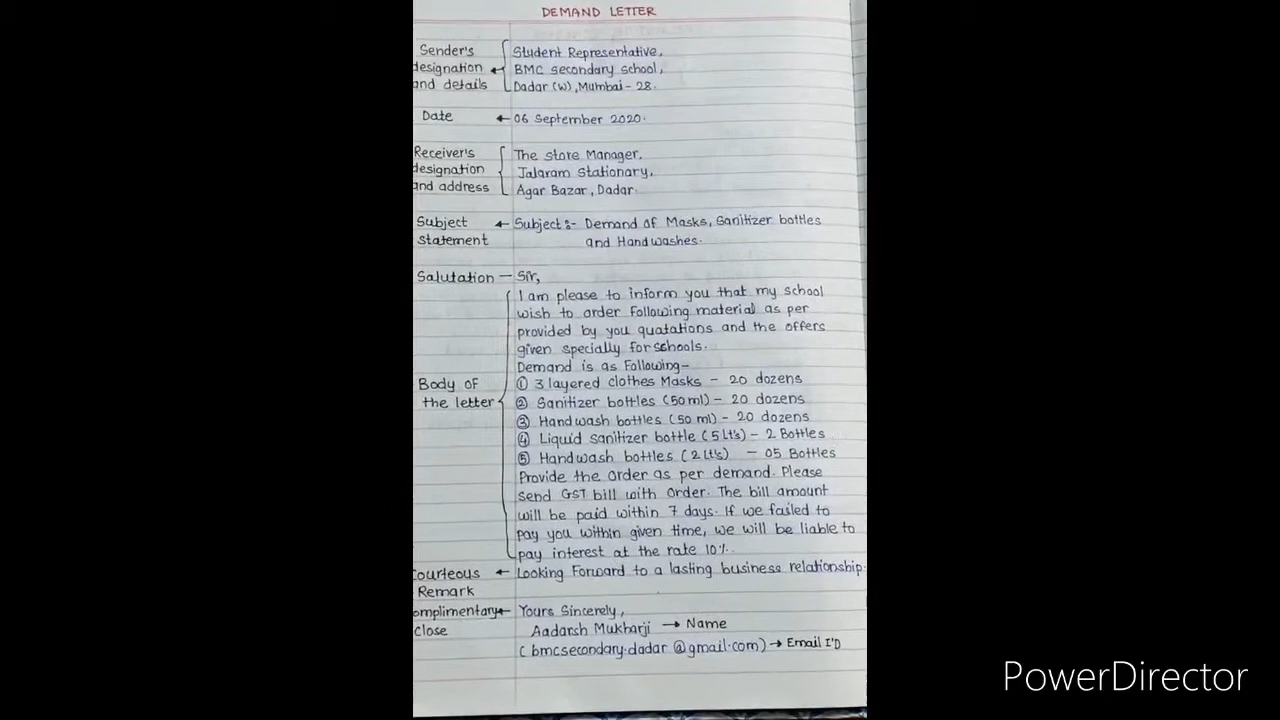 DEMAND LETTER
Sender's
designation
and details
Student Representative,
BMC secondary school,
Dadar (W), Mumbai - 28.
Date
06 September 2020.
Receiver's
designation
and address
The store Manager,
Jalaram Stationary,
Agar Bazar, Dadar.
Subject
statement
Subject :- Demand of Masks, Sanitizer bottles
and Handwashes.
Salutation — Sir,
Body of
the letter
I am please to inform you that my school
wish to order following material as per
provided by you quatations and the offers
given specially for schools.
Demand is as Following-
① 3 layered clothes Masks - 20 dozens
② Sanitizer bottles (50 ml) - 20 dozens
③ Handwash bottles (50 ml) - 20 dozens
④ Liquid sanitizer bottle (5 Lt's) - 2 Bottles
⑤ Handwash bottles (2 Lt's) - 05 Bottles
Provide the order as per demand. Please
send GST bill with order. The bill amount
will be paid within 7 days. If we failed to
pay you within given time, we will be liable to
pay interest at the rate 10%.
Courteous
Remark
Looking Forward to a lasting business relationship.
omplimentary
close
Yours Sincerely,
Aadarsh Mukharji → Name
(bmcsecondary.dadar@gmail.com) → Email I'D
PowerDirector